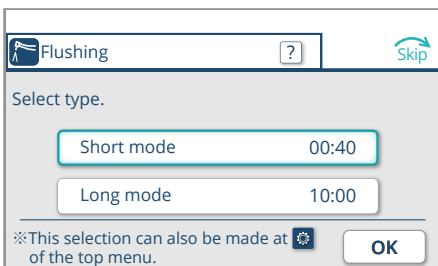 Flushing ? Skip
Select type.
Short mode 00:40
Long mode 10:00
※This selection can also be made at
of the top menu.
OK